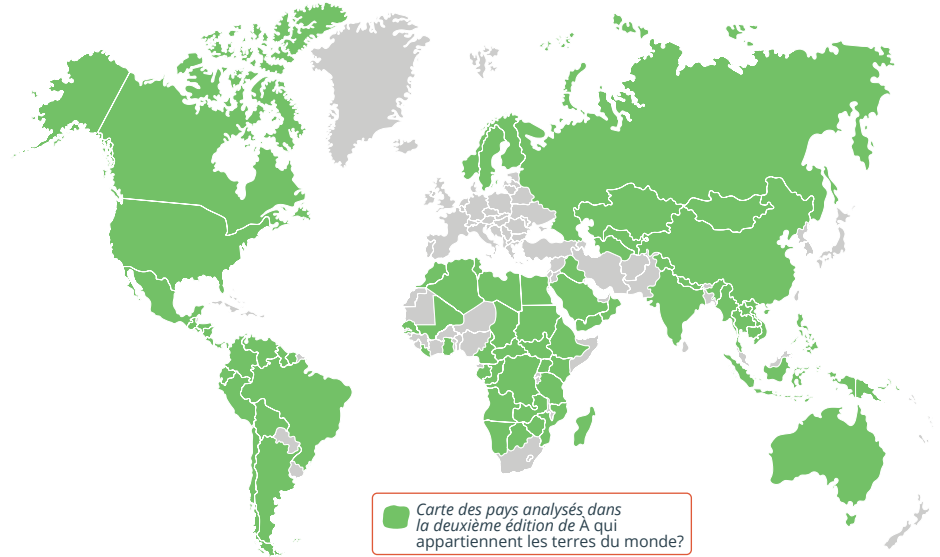 Carte des pays analysés dans
la deuxième édition de À qui
appartiennent les terres du monde?